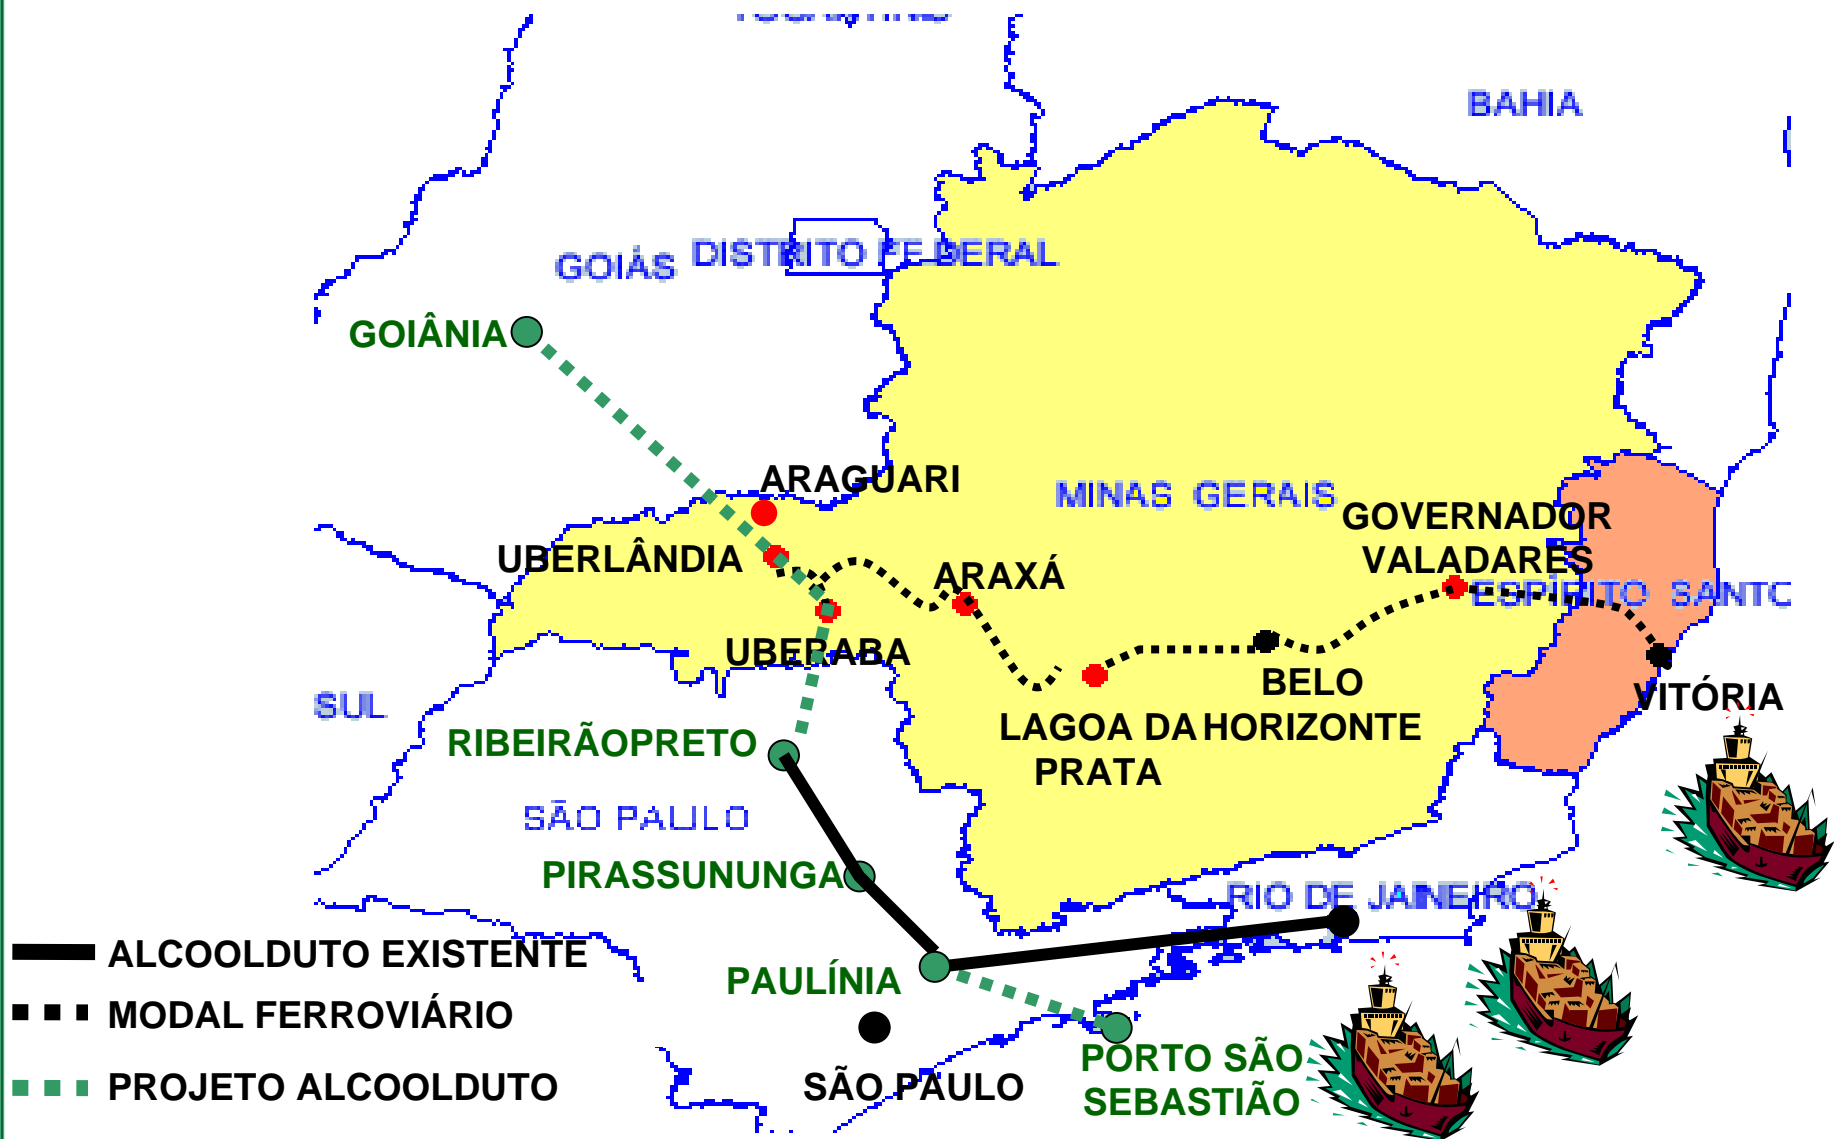 BAHIA
GOIÁS
DISTRITO FEDERAL
GOIÂNIA
ARAGUARI
MINAS GERAIS
GOVERNADOR
VALADARES
UBERLÂNDIA
ARAXÁ
ESPÍRITO SANTO
UBERABA
BELO
HORIZONTE
VITÓRIA
SUL
LAGOA DA
PRATA
RIBEIRÃOPRETO
SÃO PAULO
PIRASSUNUNGA
RIO DE JANEIRO
ALCOOLDUTO EXISTENTE
PAULÍNIA
MODAL FERROVIÁRIO
PORTO SÃO
SEBASTIÃO
PROJETO ALCOOLDUTO
SÃO PAULO